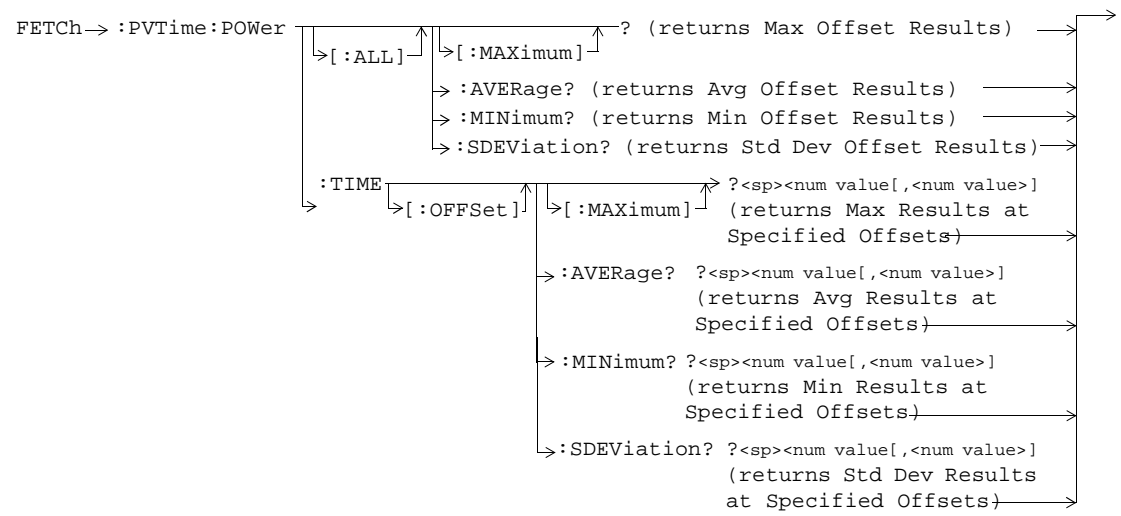 FETCh :PVTime:POWer ? (returns Max Offset Results)
[:ALL] [:MAXimum]
:AVERage? (returns Avg Offset Results)
:MINimum? (returns Min Offset Results)
:SDEViation? (returns Std Dev Offset Results)
:TIME ?<sp><num value[,<num value>]
[:OFFSet] [:MAXimum] (returns Max Results at
Specified Offsets)
:AVERage? ?<sp><num value[,<num value>]
(returns Avg Results at
Specified Offsets)
:MINimum? ?<sp><num value[,<num value>]
(returns Min Results at
Specified Offsets)
:SDEViation? ?<sp><num value[,<num value>]
(returns Std Dev Results
at Specified Offsets)